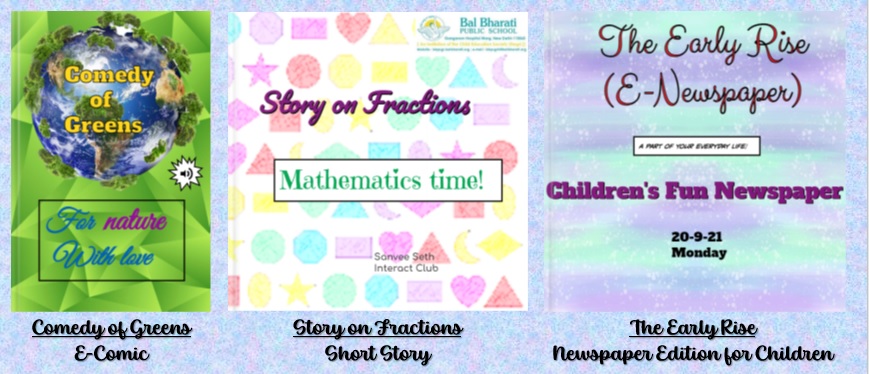 Comedy
of
Greens
For nature
With love
Bal Bharati
PUBLIC SCHOOL
Story on Fractions
Mathematics time!
Sanvee Seth
Interact Club
The Early Rise
(E-Newspaper)
A PART OF YOUR EVERYDAY LIFE!
Children's Fun Newspaper
20-9-21
Monday
Comedy of Greens
E-Comic
Story on Fractions
Short Story
The Early Rise
Newspaper Edition for Children